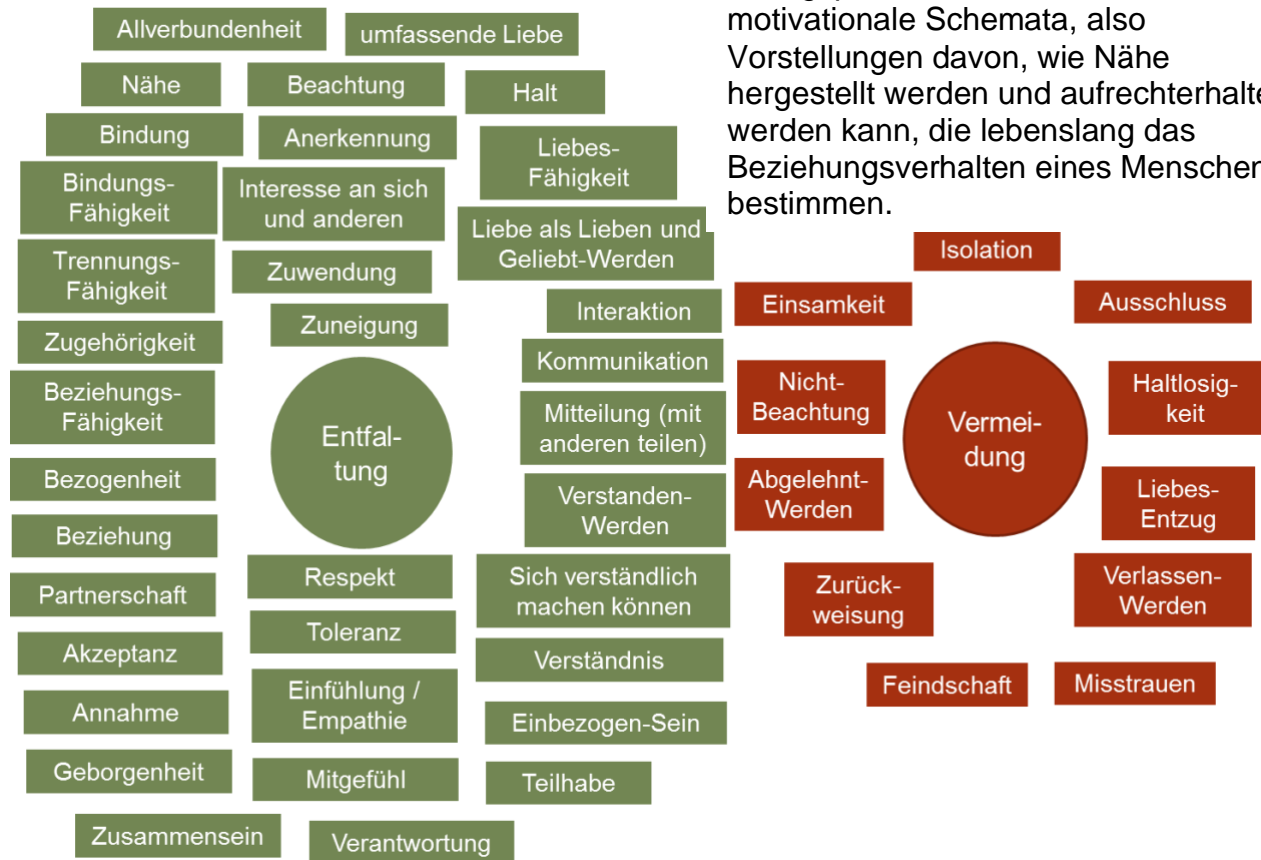 motivationale Schemata, also
Vorstellungen davon, wie Nähe
hergestellt werden und aufrechterhalte
werden kann, die lebenslang das
Beziehungsverhalten eines Menschen
bestimmen.
Allverbundenheit
umfassende Liebe
Nähe
Beachtung
Halt
Bindung
Anerkennung
Liebes-
Fähigkeit
Bindungs-
Fähigkeit
Interesse an sich
und anderen
Liebe als Lieben und
Geliebt-Werden
Trennungs-
Fähigkeit
Zuwendung
Zuneigung
Interaktion
Zugehörigkeit
Kommunikation
Beziehungs-
Fähigkeit
Entfal-
tung
Mitteilung (mit
anderen teilen)
Bezogenheit
Verstanden-
Werden
Beziehung
Respekt
Sich verständlich
machen können
Partnerschaft
Toleranz
Akzeptanz
Verständnis
Einfühlung /
Empathie
Annahme
Einbezogen-Sein
Geborgenheit
Mitgefühl
Teilhabe
Zusammensein
Verantwortung
Isolation
Einsamkeit
Ausschluss
Nicht-
Beachtung
Vermei-
dung
Haltlosig-
keit
Abgelehnt-
Werden
Liebes-
Entzug
Zurück-
weisung
Verlassen-
Werden
Feindschaft
Misstrauen